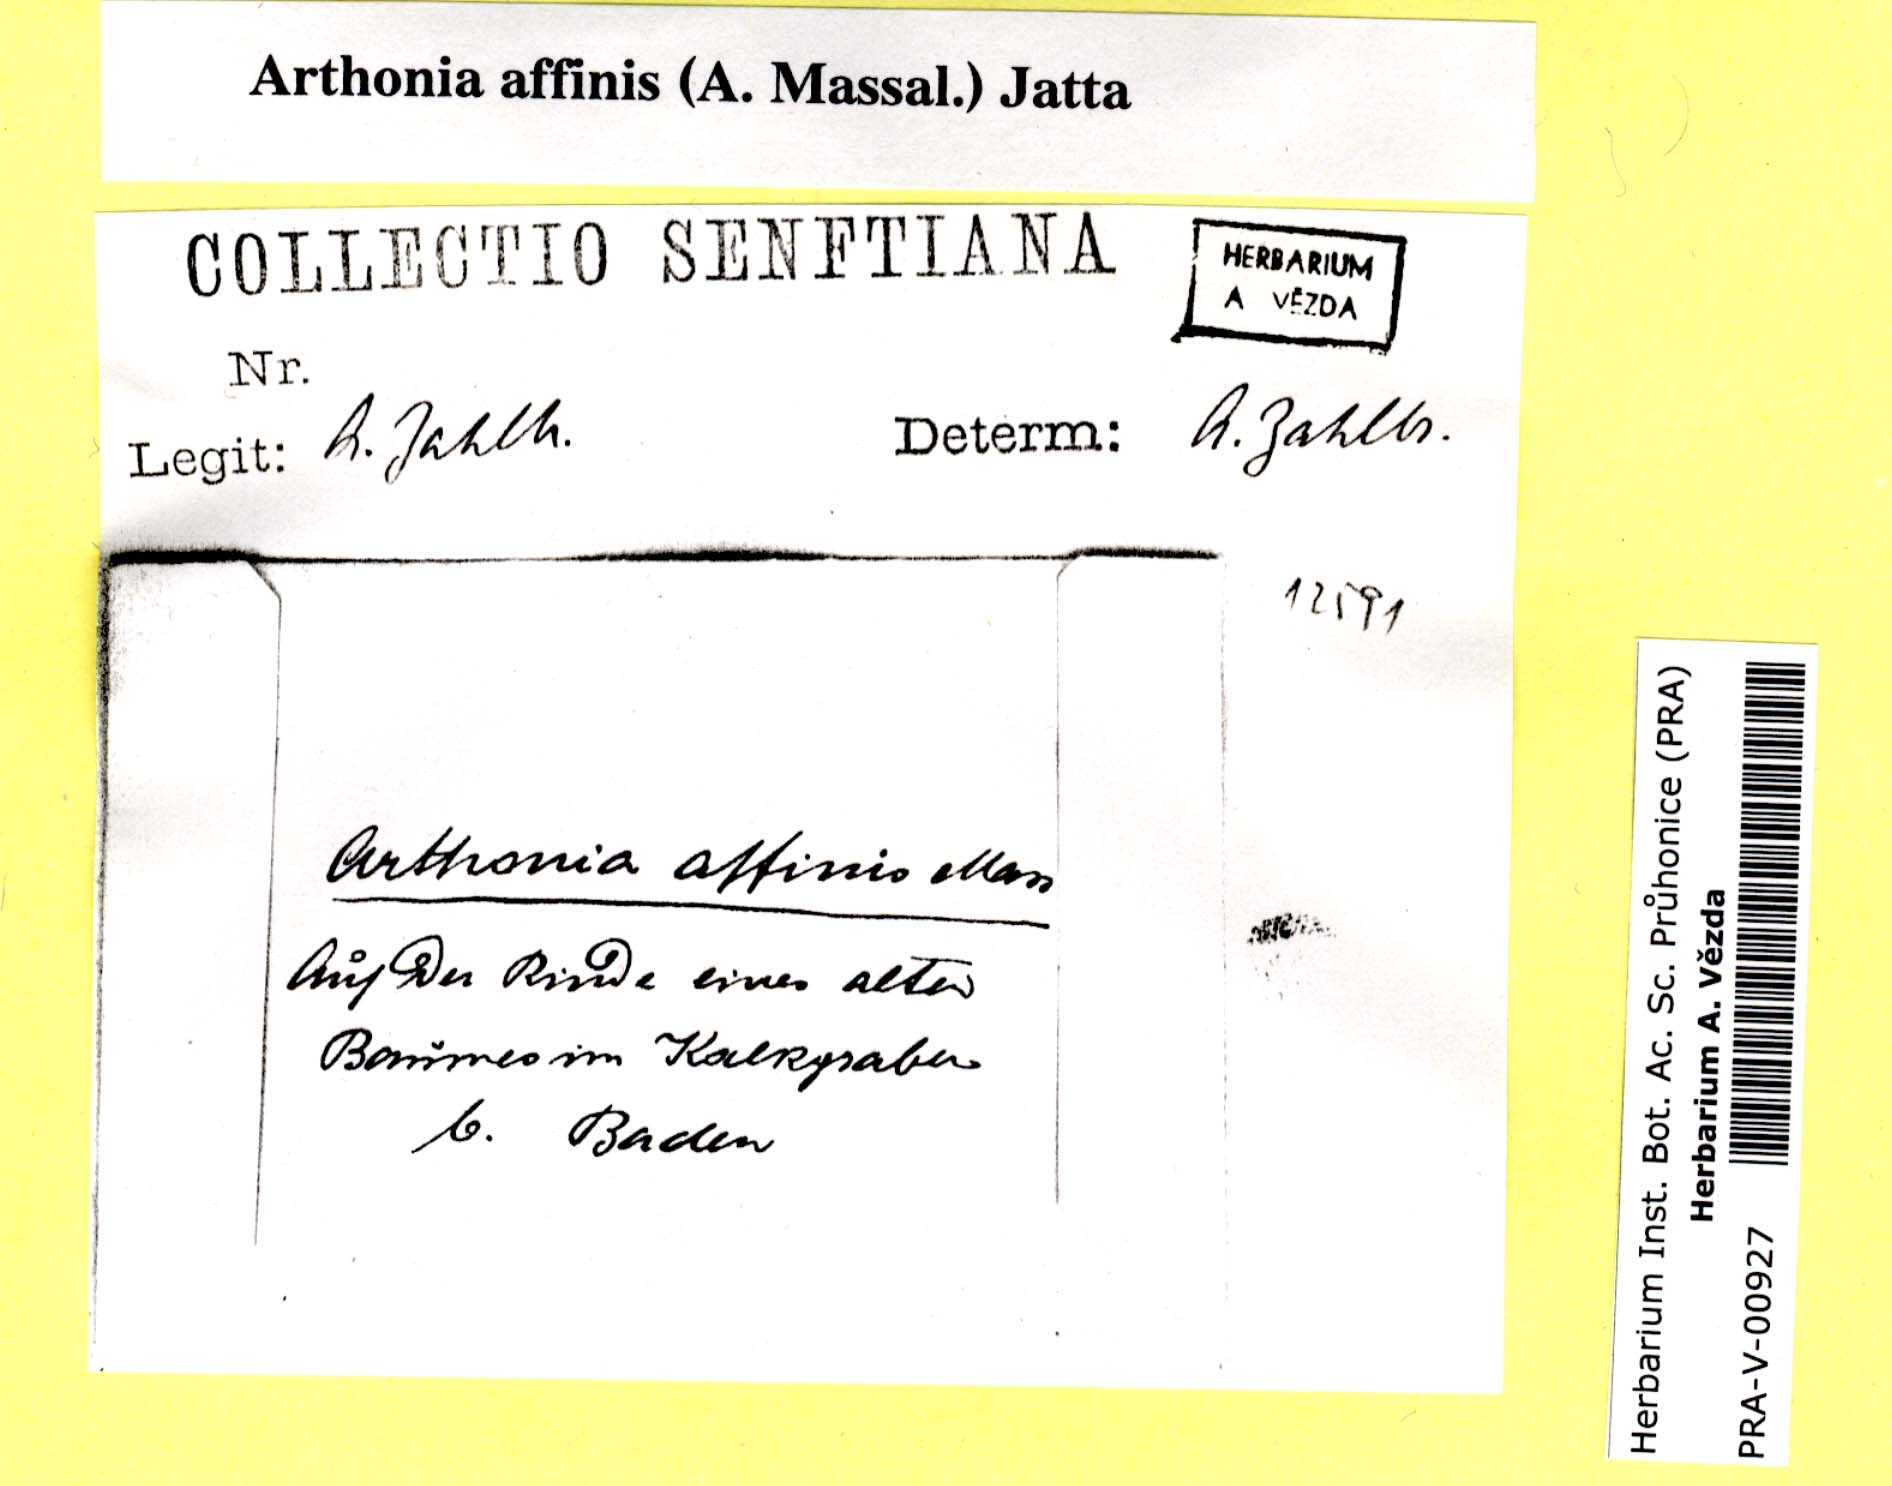 Arthonia affinis (A. Massal.) Jatta
COLLECTIO SENFTIANA
HERBARIUM
A VĚZDA
Nr.
Legit: A. Zahlb.
Determ: A. Zahlbr.
12591
Arthonia affinis Mass
Auf der Rinde eines alten
Baumes im Kalkgraben
b. Baden
Herbarium Inst. Bot. Ac. Sc. Průhonice (PRA)
Herbarium A. Vězda
PRA-V-00927